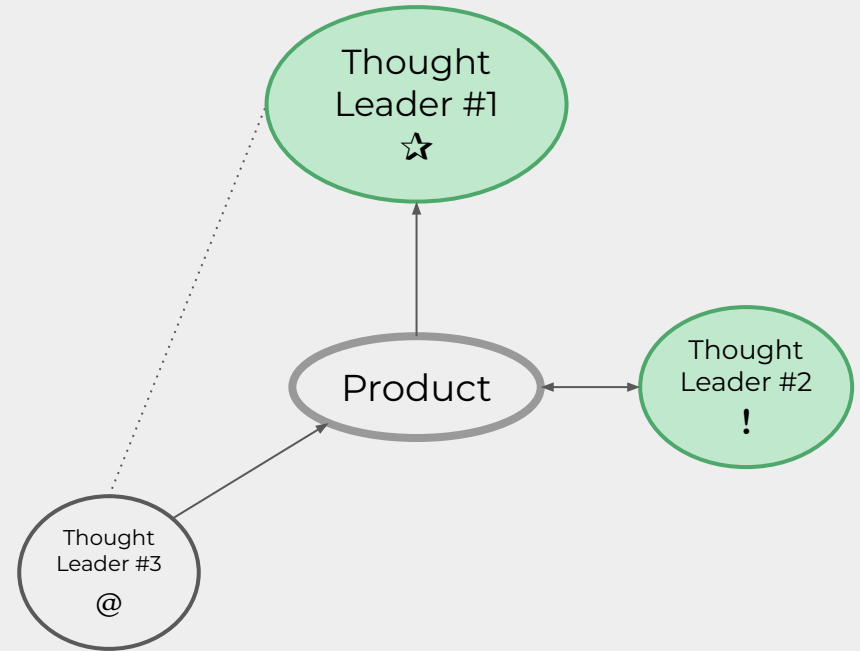 Thought
Leader #1
☆
Product
Thought
Leader #2
!
Thought
Leader #3
@